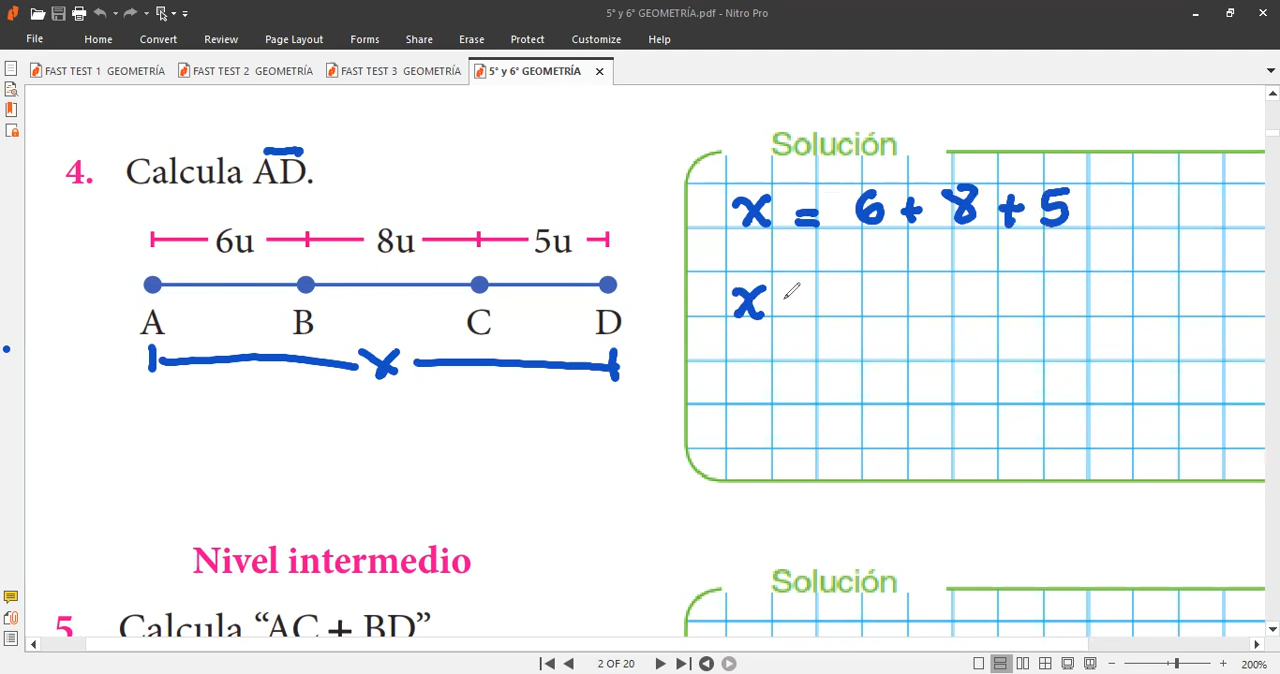 5° y 6° GEOMETRÍA.pdf - Nitro Pro
File Home Convert Review Page Layout Forms Share Erase Protect Customize Help
FAST TEST 1 GEOMETRÍA FAST TEST 2 GEOMETRÍA FAST TEST 3 GEOMETRÍA 5° y 6° GEOMETRÍA
4. Calcula AD.
6u 8u 5u
A B C D
x
Solución
x = 6 + 8 + 5
x
Nivel intermedio
5 Calcula “AC + BD”
Solución
2 OF 20
200%